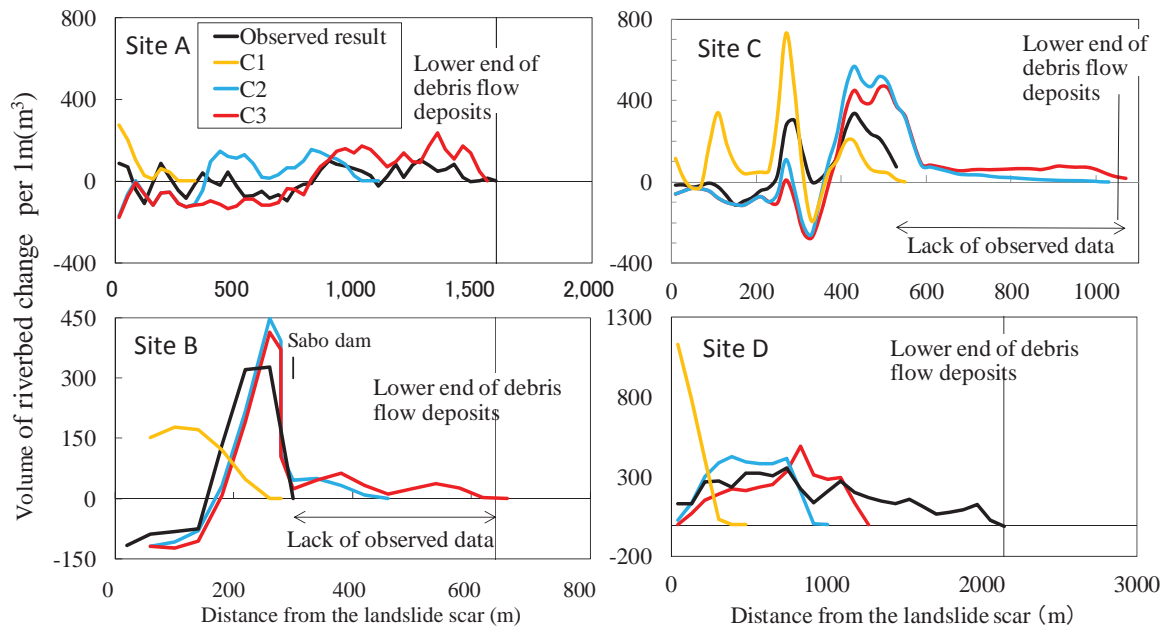 Volume of riverbed change per 1m(m³)
800
400
0
-400
Site A
Observed result
C1
C2
C3
Lower end of
debris flow
deposits
0
500
1,000
1,500
2,000
800
400
0
-400
Site C
Lower end of
debris flow
deposits
Lack of observed data
0
200
400
600
800
1000
450
300
150
0
-150
Site B
Sabo dam
Lower end of debris
flow deposits
Lack of observed data
0
200
400
600
800
Distance from the landslide scar (m)
1300
800
300
-200
Site D
Lower end of debris
flow deposits
0
1000
2000
3000
Distance from the landslide scar (m)